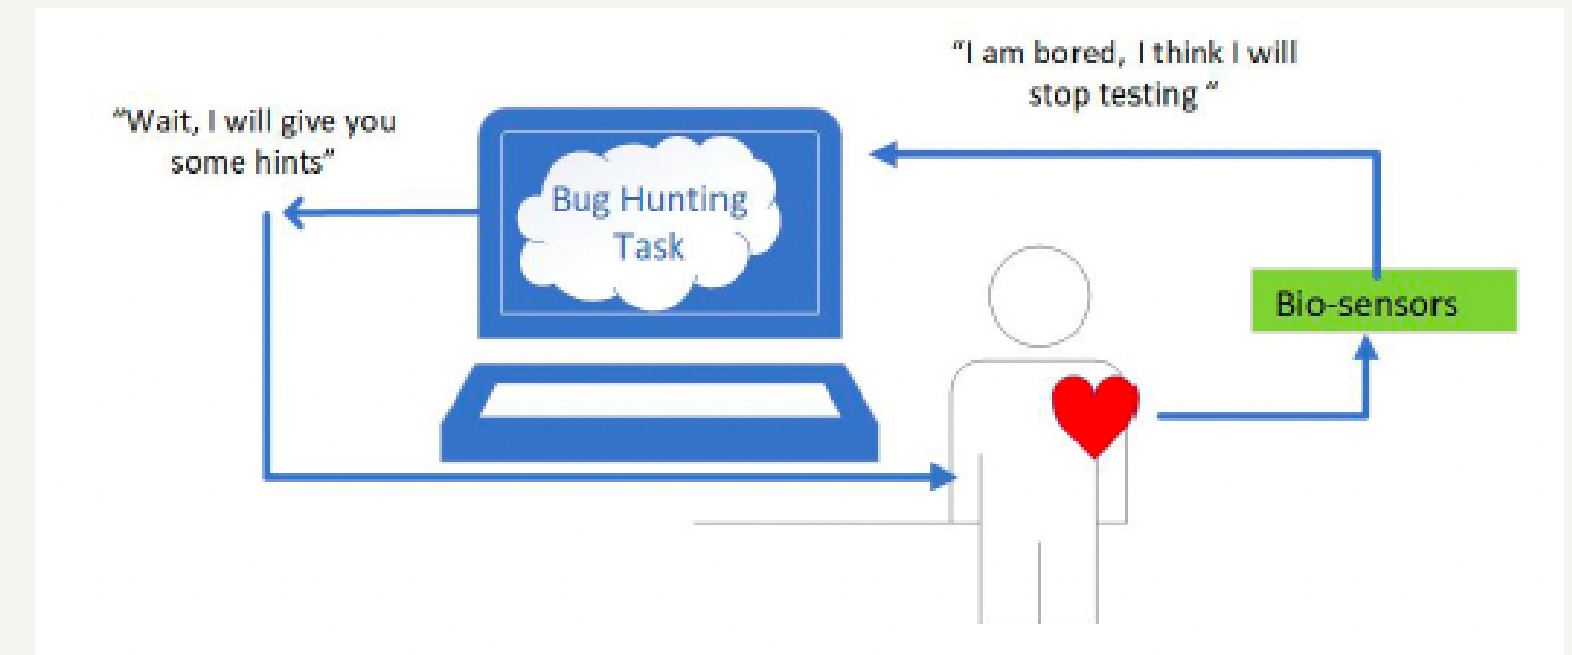 “I am bored, I think I will
stop testing “
“Wait, I will give you
some hints”
Bug Hunting
Task
Bio-sensors